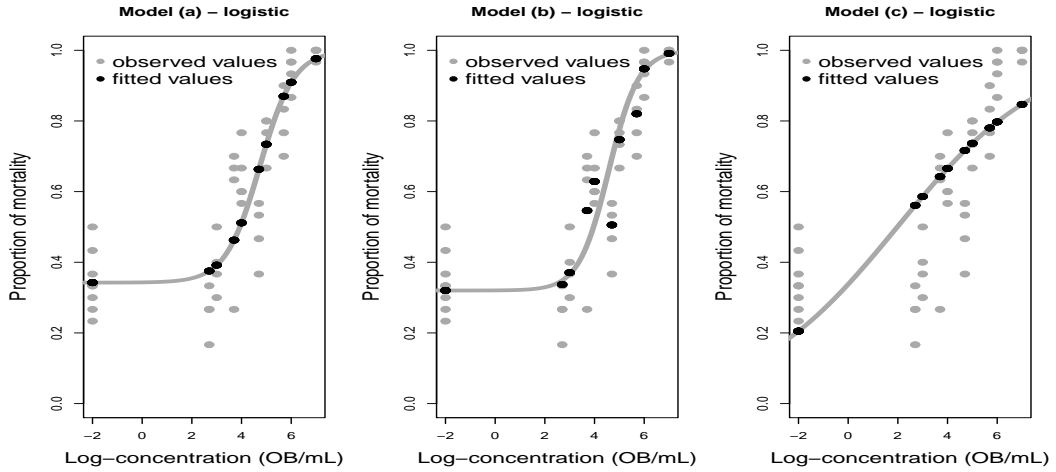 Model (a) − logistic
observed values
fitted values
Proportion of mortality
1.0
0.8
0.6
0.4
0.2
0.0
−2 0 2 4 6
Log−concentration (OB/mL)
Model (b) − logistic
observed values
fitted values
Proportion of mortality
1.0
0.8
0.6
0.4
0.2
0.0
−2 0 2 4 6
Log−concentration (OB/mL)
Model (c) − logistic
observed values
fitted values
Proportion of mortality
1.0
0.8
0.6
0.4
0.2
0.0
−2 0 2 4 6
Log−concentration (OB/mL)